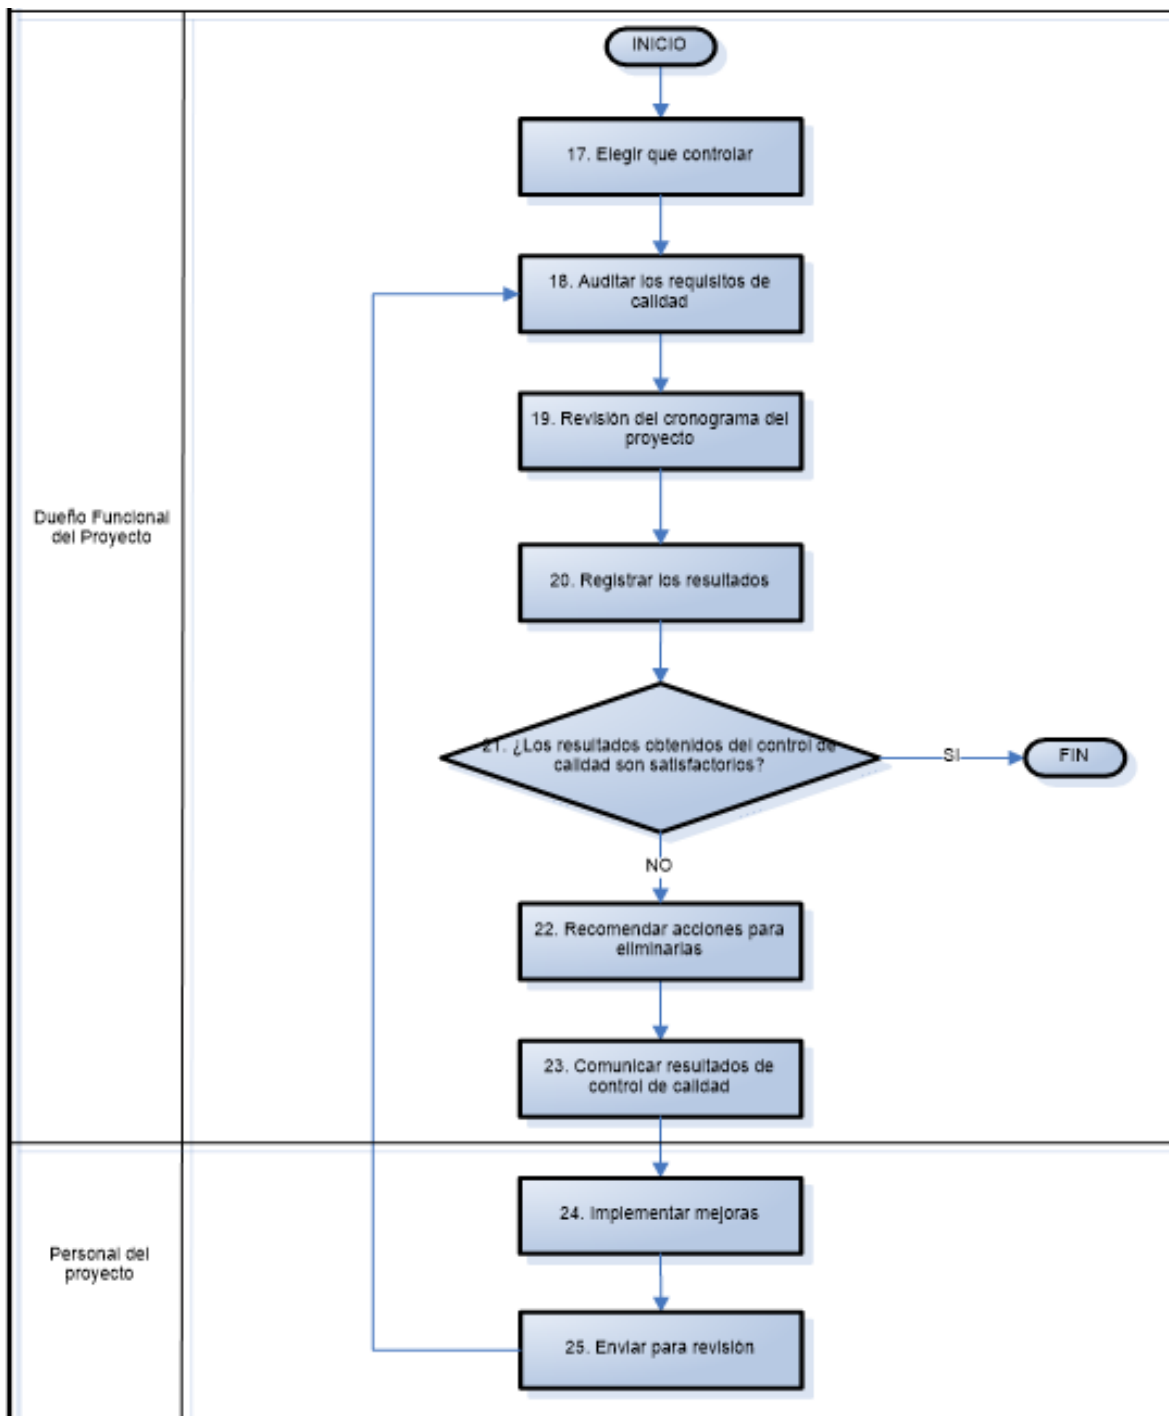 INICIO
17. Elegir que controlar
18. Auditar los requisitos de
calidad
19. Revisión del cronograma del
proyecto
Dueño Funcional
del Proyecto
20. Registrar los resultados
21. ¿Los resultados obtenidos del control de
calidad son satisfactorios?
SI
FIN
NO
22. Recomendar acciones para
eliminarlas
23. Comunicar resultados de
control de calidad
24. Implementar mejoras
Personal del
proyecto
25. Enviar para revisión